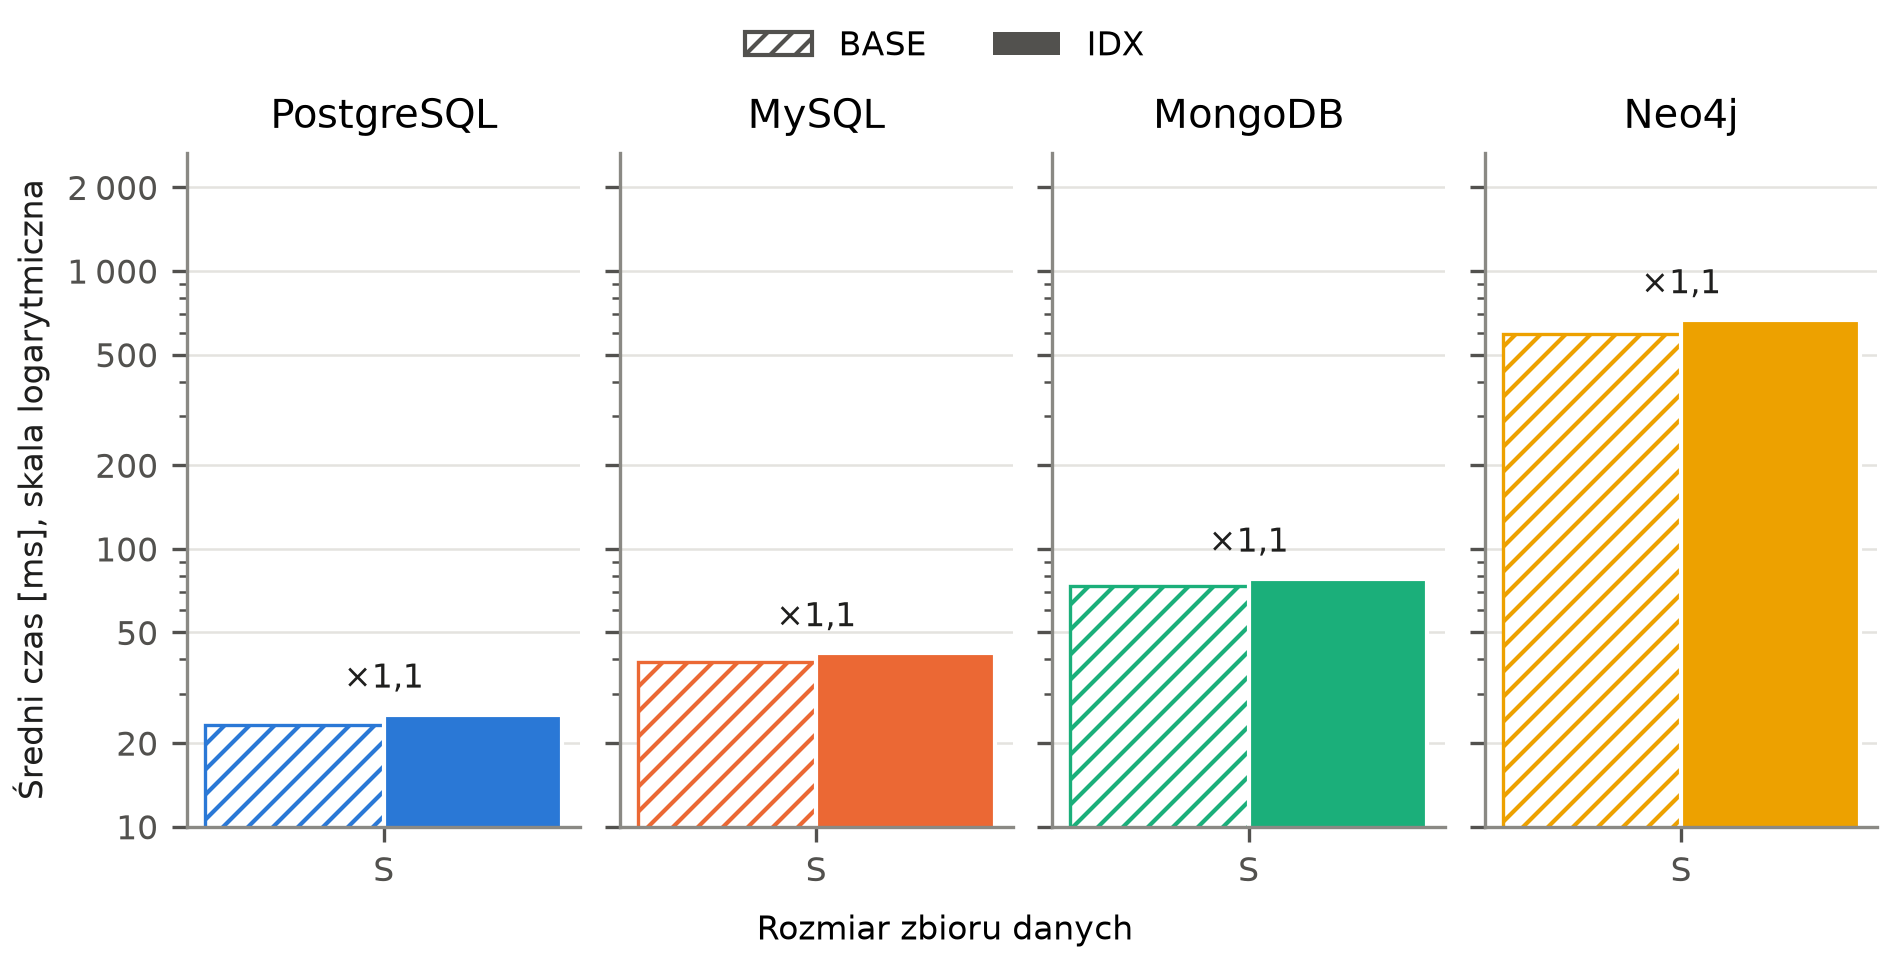 BASE IDX
PostgreSQL MySQL MongoDB Neo4j
Średni czas [ms], skala logarytmiczna
2 000
1 000
500
200
100
50
20
10
×1,1 ×1,1 ×1,1 ×1,1
S S S S
Rozmiar zbioru danych